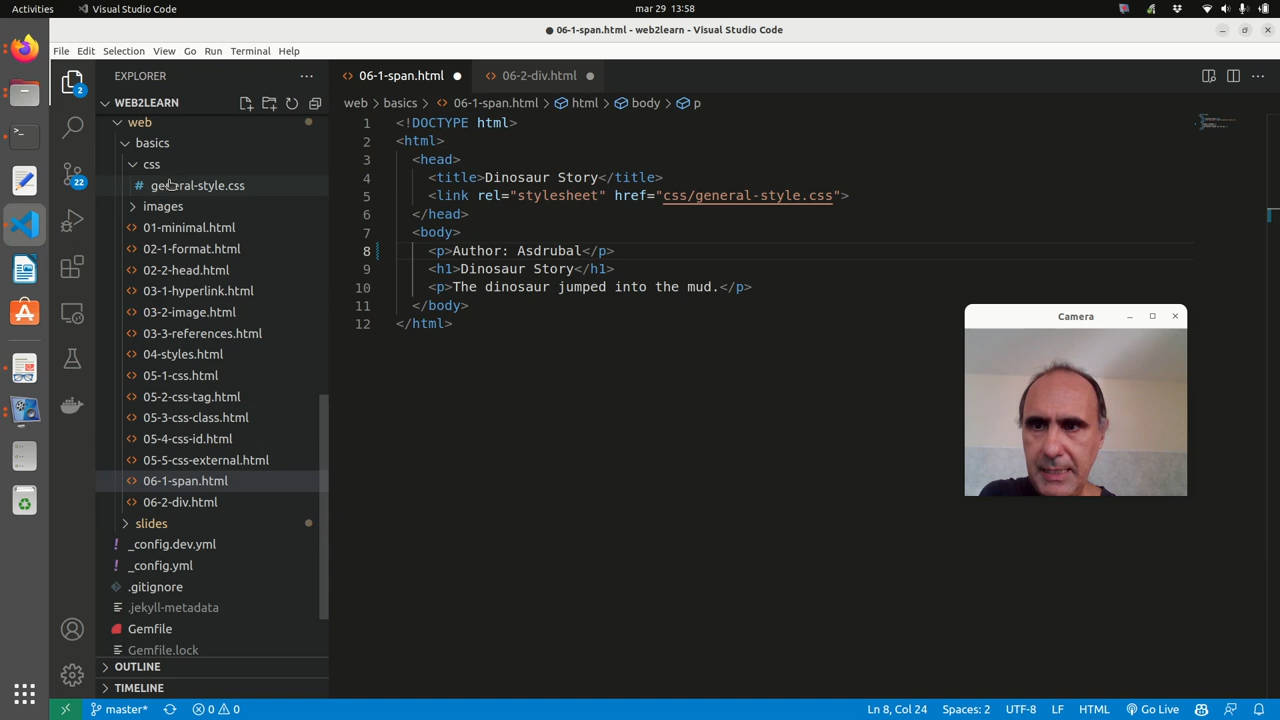 Activities
Visual Studio Code
mar 29 13:58
● 06-1-span.html - web2learn - Visual Studio Code
File Edit Selection View Go Run Terminal Help
EXPLORER
06-1-span.html
06-2-div.html
WEB2LEARN
web > basics > 06-1-span.html > html > body > p
web
basics
css
general-style.css
images
01-minimal.html
02-1-format.html
02-2-head.html
03-1-hyperlink.html
03-2-image.html
03-3-references.html
04-styles.html
05-1-css.html
05-2-css-tag.html
05-3-css-class.html
05-4-css-id.html
05-5-css-external.html
06-1-span.html
06-2-div.html
slides
_config.dev.yml
_config.yml
.gitignore
.jekyll-metadata
Gemfile
Gemfile.lock
OUTLINE
TIMELINE
2
22
1 <!DOCTYPE html>
2 <html>
3 <head>
4 <title>Dinosaur Story</title>
5 <link rel="stylesheet" href="css/general-style.css">
6 </head>
7 <body>
8 <p>Author: Asdrubal</p>
9 <h1>Dinosaur Story</h1>
10 <p>The dinosaur jumped into the mud.</p>
11 </body>
12 </html>
Camera
master* 0 0 Ln 8, Col 24 Spaces: 2 UTF-8 LF HTML Go Live